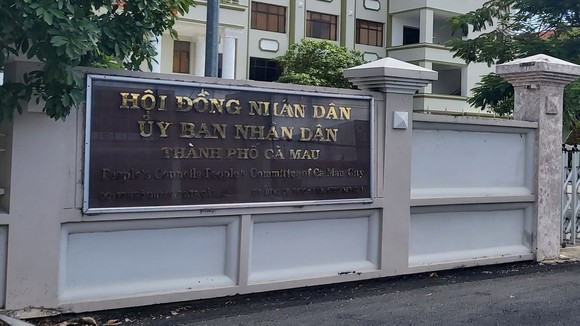 HỘI ĐỒNG NHÂN DÂN
ỦY BAN NHÂN DÂN
THÀNH PHỐ CÀ MAU
People's Council& People's Committee of Ca Mau City